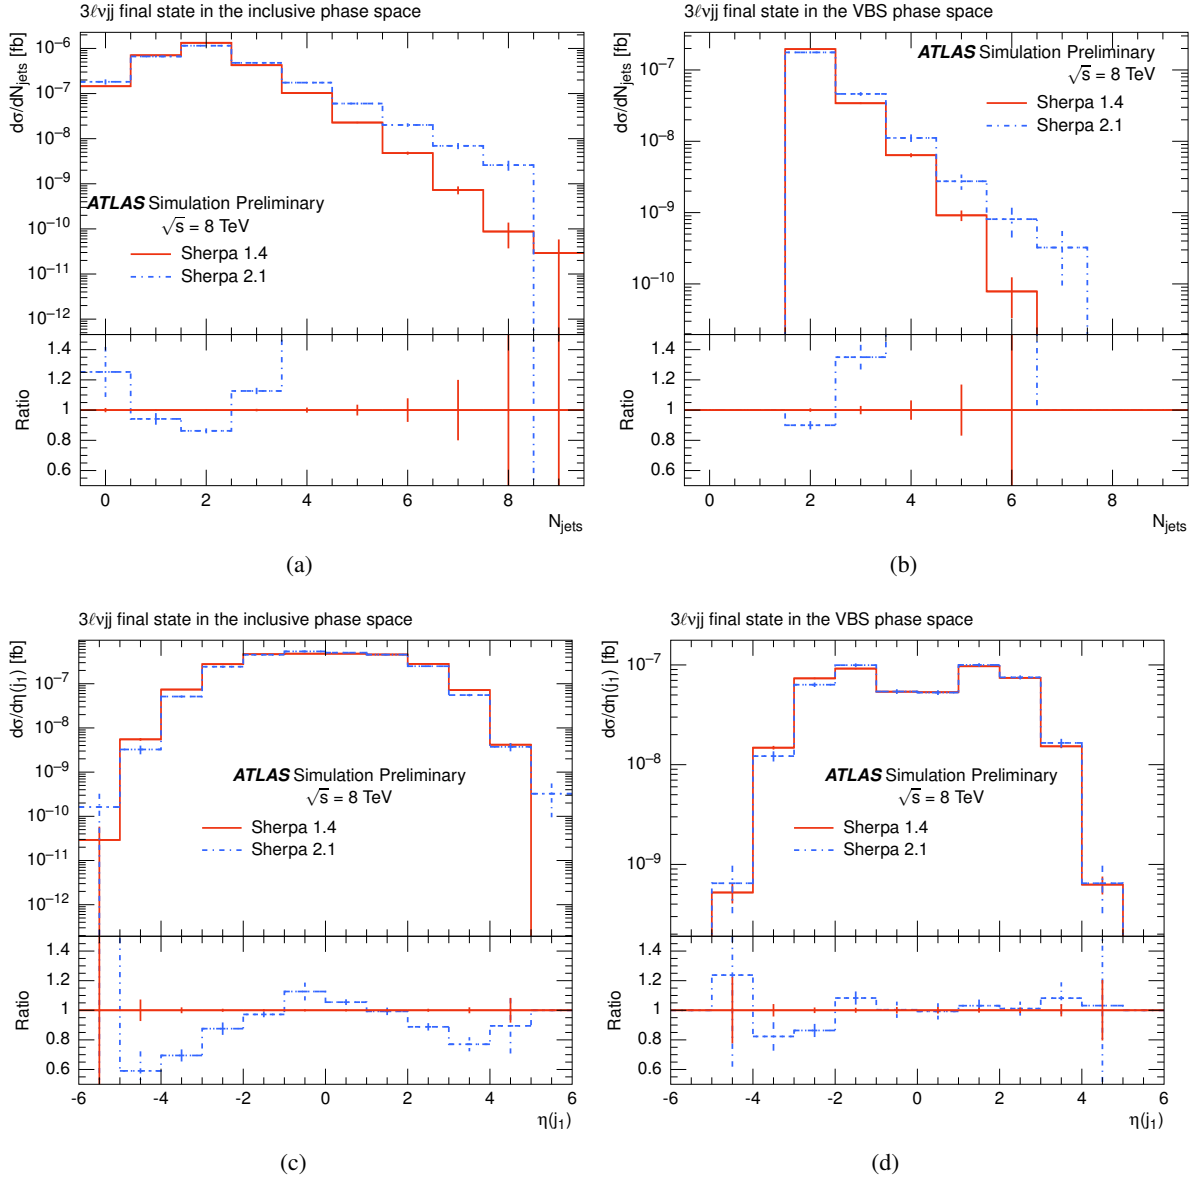 3ℓνjj final state in the inclusive phase space
dσ/dN_jets [fb]
10⁻⁶
10⁻⁷
10⁻⁸
10⁻⁹
10⁻¹⁰
10⁻¹¹
10⁻¹²
ATLAS Simulation Preliminary
√s = 8 TeV
Sherpa 1.4
Sherpa 2.1
Ratio
1.4
1.2
1
0.8
0.6
0 2 4 6 8
N_jets
(a)
3ℓνjj final state in the VBS phase space
dσ/dN_jets [fb]
10⁻⁷
10⁻⁸
10⁻⁹
10⁻¹⁰
ATLAS Simulation Preliminary
√s = 8 TeV
Sherpa 1.4
Sherpa 2.1
Ratio
1.4
1.2
1
0.8
0.6
0 2 4 6 8
N_jets
(b)
3ℓνjj final state in the inclusive phase space
dσ/dη(j₁) [fb]
10⁻⁷
10⁻⁸
10⁻⁹
10⁻¹⁰
10⁻¹¹
10⁻¹²
ATLAS Simulation Preliminary
√s = 8 TeV
Sherpa 1.4
Sherpa 2.1
Ratio
1.4
1.2
1
0.8
0.6
-6 -4 -2 0 2 4 6
η(j₁)
(c)
3ℓνjj final state in the VBS phase space
dσ/dη(j₁) [fb]
10⁻⁷
10⁻⁸
10⁻⁹
ATLAS Simulation Preliminary
√s = 8 TeV
Sherpa 1.4
Sherpa 2.1
Ratio
1.4
1.2
1
0.8
0.6
-6 -4 -2 0 2 4 6
η(j₁)
(d)